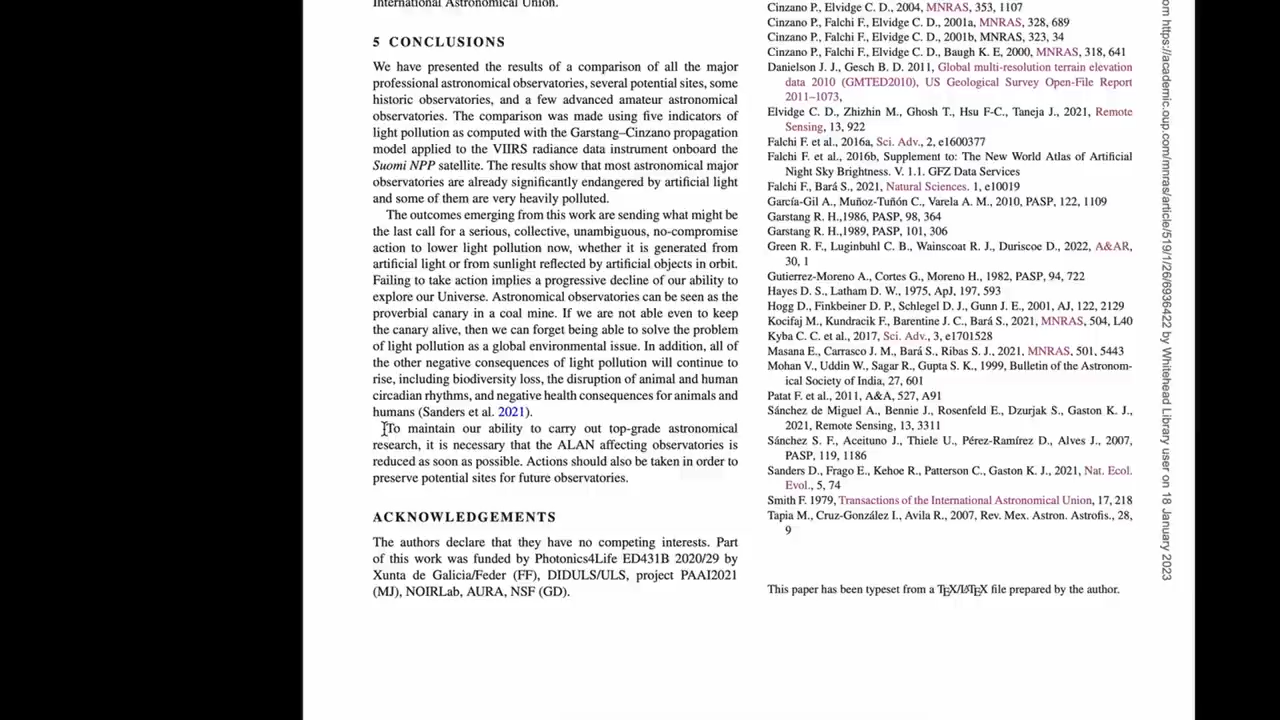 International Astronomical Union.
5 CONCLUSIONS
We have presented the results of a comparison of all the major
professional astronomical observatories, several potential sites, some
historic observatories, and a few advanced amateur astronomical
observatories. The comparison was made using five indicators of
light pollution as computed with the Garstang–Cinzano propagation
model applied to the VIIRS radiance data instrument onboard the
Suomi NPP satellite. The results show that most astronomical major
observatories are already significantly endangered by artificial light
and some of them are very heavily polluted.
The outcomes emerging from this work are sending what might be
the last call for a serious, collective, unambiguous, no-compromise
action to lower light pollution now, whether it is generated from
artificial light or from sunlight reflected by artificial objects in orbit.
Failing to take action implies a progressive decline of our ability to
explore our Universe. Astronomical observatories can be seen as the
proverbial canary in a coal mine. If we are not able even to keep
the canary alive, then we can forget being able to solve the problem
of light pollution as a global environmental issue. In addition, all of
the other negative consequences of light pollution will continue to
rise, including biodiversity loss, the disruption of animal and human
circadian rhythms, and negative health consequences for animals and
humans (Sanders et al. 2021).
To maintain our ability to carry out top-grade astronomical
research, it is necessary that the ALAN affecting observatories is
reduced as soon as possible. Actions should also be taken in order to
preserve potential sites for future observatories.
ACKNOWLEDGEMENTS
The authors declare that they have no competing interests. Part
of this work was funded by Photonics4Life ED431B 2020/29 by
Xunta de Galicia/Feder (FF), DIDULS/ULS, project PAAI2021
(MJ), NOIRLab, AURA, NSF (GD).
Cinzano P., Elvidge C. D., 2004, MNRAS, 353, 1107
Cinzano P., Falchi F., Elvidge C. D., 2001a, MNRAS, 328, 689
Cinzano P., Falchi F., Elvidge C. D., 2001b, MNRAS, 323, 34
Cinzano P., Falchi F., Elvidge C. D., Baugh K. E, 2000, MNRAS, 318, 641
Danielson J. J., Gesch B. D. 2011, Global multi-resolution terrain elevation
data 2010 (GMTED2010), US Geological Survey Open-File Report
2011–1073,
Elvidge C. D., Zhizhin M., Ghosh T., Hsu F-C., Taneja J., 2021, Remote
Sensing, 13, 922
Falchi F. et al., 2016a, Sci. Adv., 2, e1600377
Falchi F. et al., 2016b, Supplement to: The New World Atlas of Artificial
Night Sky Brightness. V. 1.1. GFZ Data Services
Falchi F., Bará S., 2021, Natural Sciences. 1, e10019
García-Gil A., Muñoz-Tuñón C., Varela A. M., 2010, PASP, 122, 1109
Garstang R. H.,1986, PASP, 98, 364
Garstang R. H.,1989, PASP, 101, 306
Green R. F., Luginbuhl C. B., Wainscoat R. J., Duriscoe D., 2022, A&AR,
30, 1
Gutierrez-Moreno A., Cortes G., Moreno H., 1982, PASP, 94, 722
Hayes D. S., Latham D. W., 1975, ApJ, 197, 593
Hogg D., Finkbeiner D. P., Schlegel D. J., Gunn J. E., 2001, AJ, 122, 2129
Kocifaj M., Kundracik F., Barentine J. C., Bará S., 2021, MNRAS, 504, L40
Kyba C. C. et al., 2017, Sci. Adv., 3, e1701528
Masana E., Carrasco J. M., Bará S., Ribas S. J., 2021, MNRAS, 501, 5443
Mohan V., Uddin W., Sagar R., Gupta S. K., 1999, Bulletin of the Astronom-
ical Society of India, 27, 601
Patat F. et al., 2011, A&A, 527, A91
Sánchez de Miguel A., Bennie J., Rosenfeld E., Dzurjak S., Gaston K. J.,
2021, Remote Sensing, 13, 3311
Sánchez S. F., Aceituno J., Thiele U., Pérez-Ramírez D., Alves J., 2007,
PASP, 119, 1186
Sanders D., Frago E., Kehoe R., Patterson C., Gaston K. J., 2021, Nat. Ecol.
Evol., 5, 74
Smith F. 1979, Transactions of the International Astronomical Union, 17, 218
Tapia M., Cruz-González I., Avila R., 2007, Rev. Mex. Astron. Astrofis., 28,
9
This paper has been typeset from a TEX/LATEX file prepared by the author.
om https://academic.oup.com/mnras/article/519/1/26/6936422 by Whitehead Library user on 18 January 2023